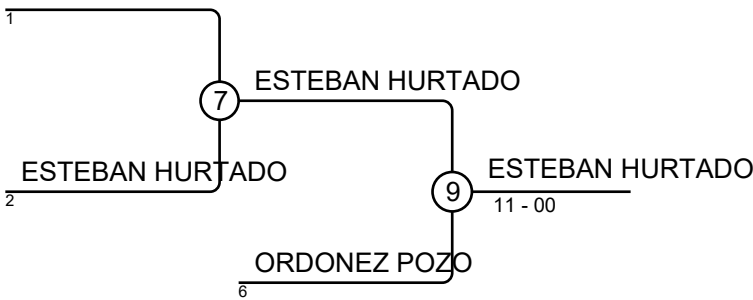 1
ESTEBAN HURTADO
7
ESTEBAN HURTADO
2
ESTEBAN HURTADO
9
11 - 00
ORDONEZ POZO
6